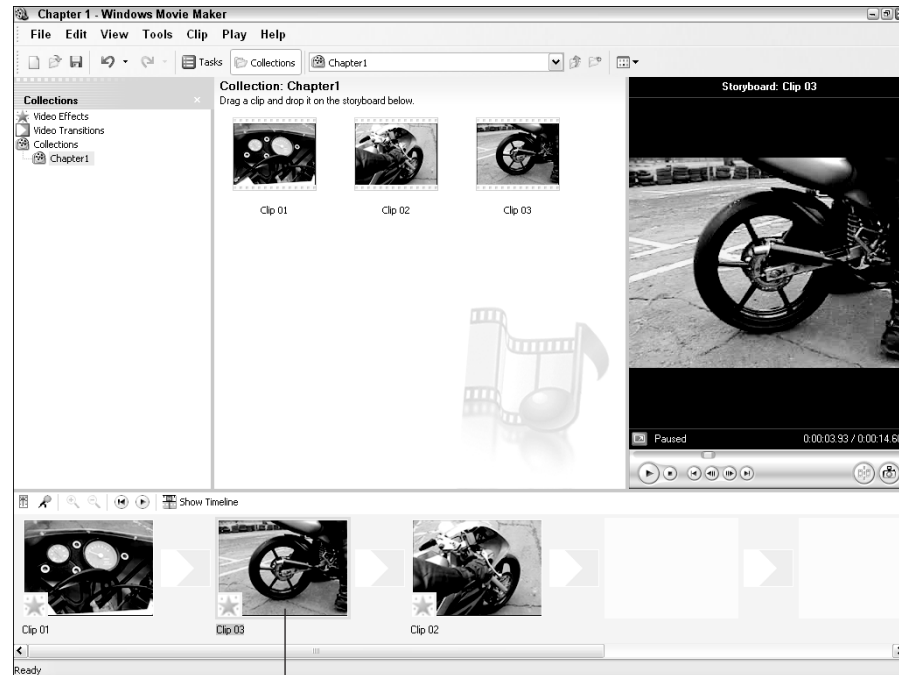 Chapter 1 - Windows Movie Maker
File Edit View Tools Clip Play Help
Tasks Collections Chapter1
Collections
Video Effects
Video Transitions
Collections
Chapter1
Collection: Chapter1
Drag a clip and drop it on the storyboard below.
Clip 01 Clip 02 Clip 03
Storyboard: Clip 03
Paused 0:00:03.93 / 0:00:14.60
Show Timeline
Clip 01 Clip 03 Clip 02
Ready